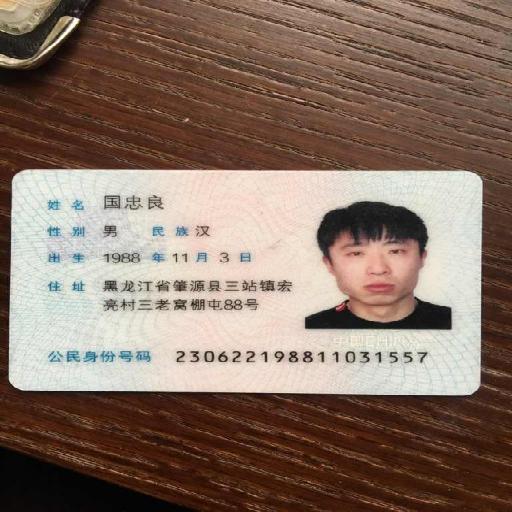 姓名 国忠良
性别 男 民族 汉
出生 1988 年 11 月 3 日
住址 黑龙江省肇源县三站镇宏
亮村三老窝棚屯88号
公民身份号码 230622198811031557